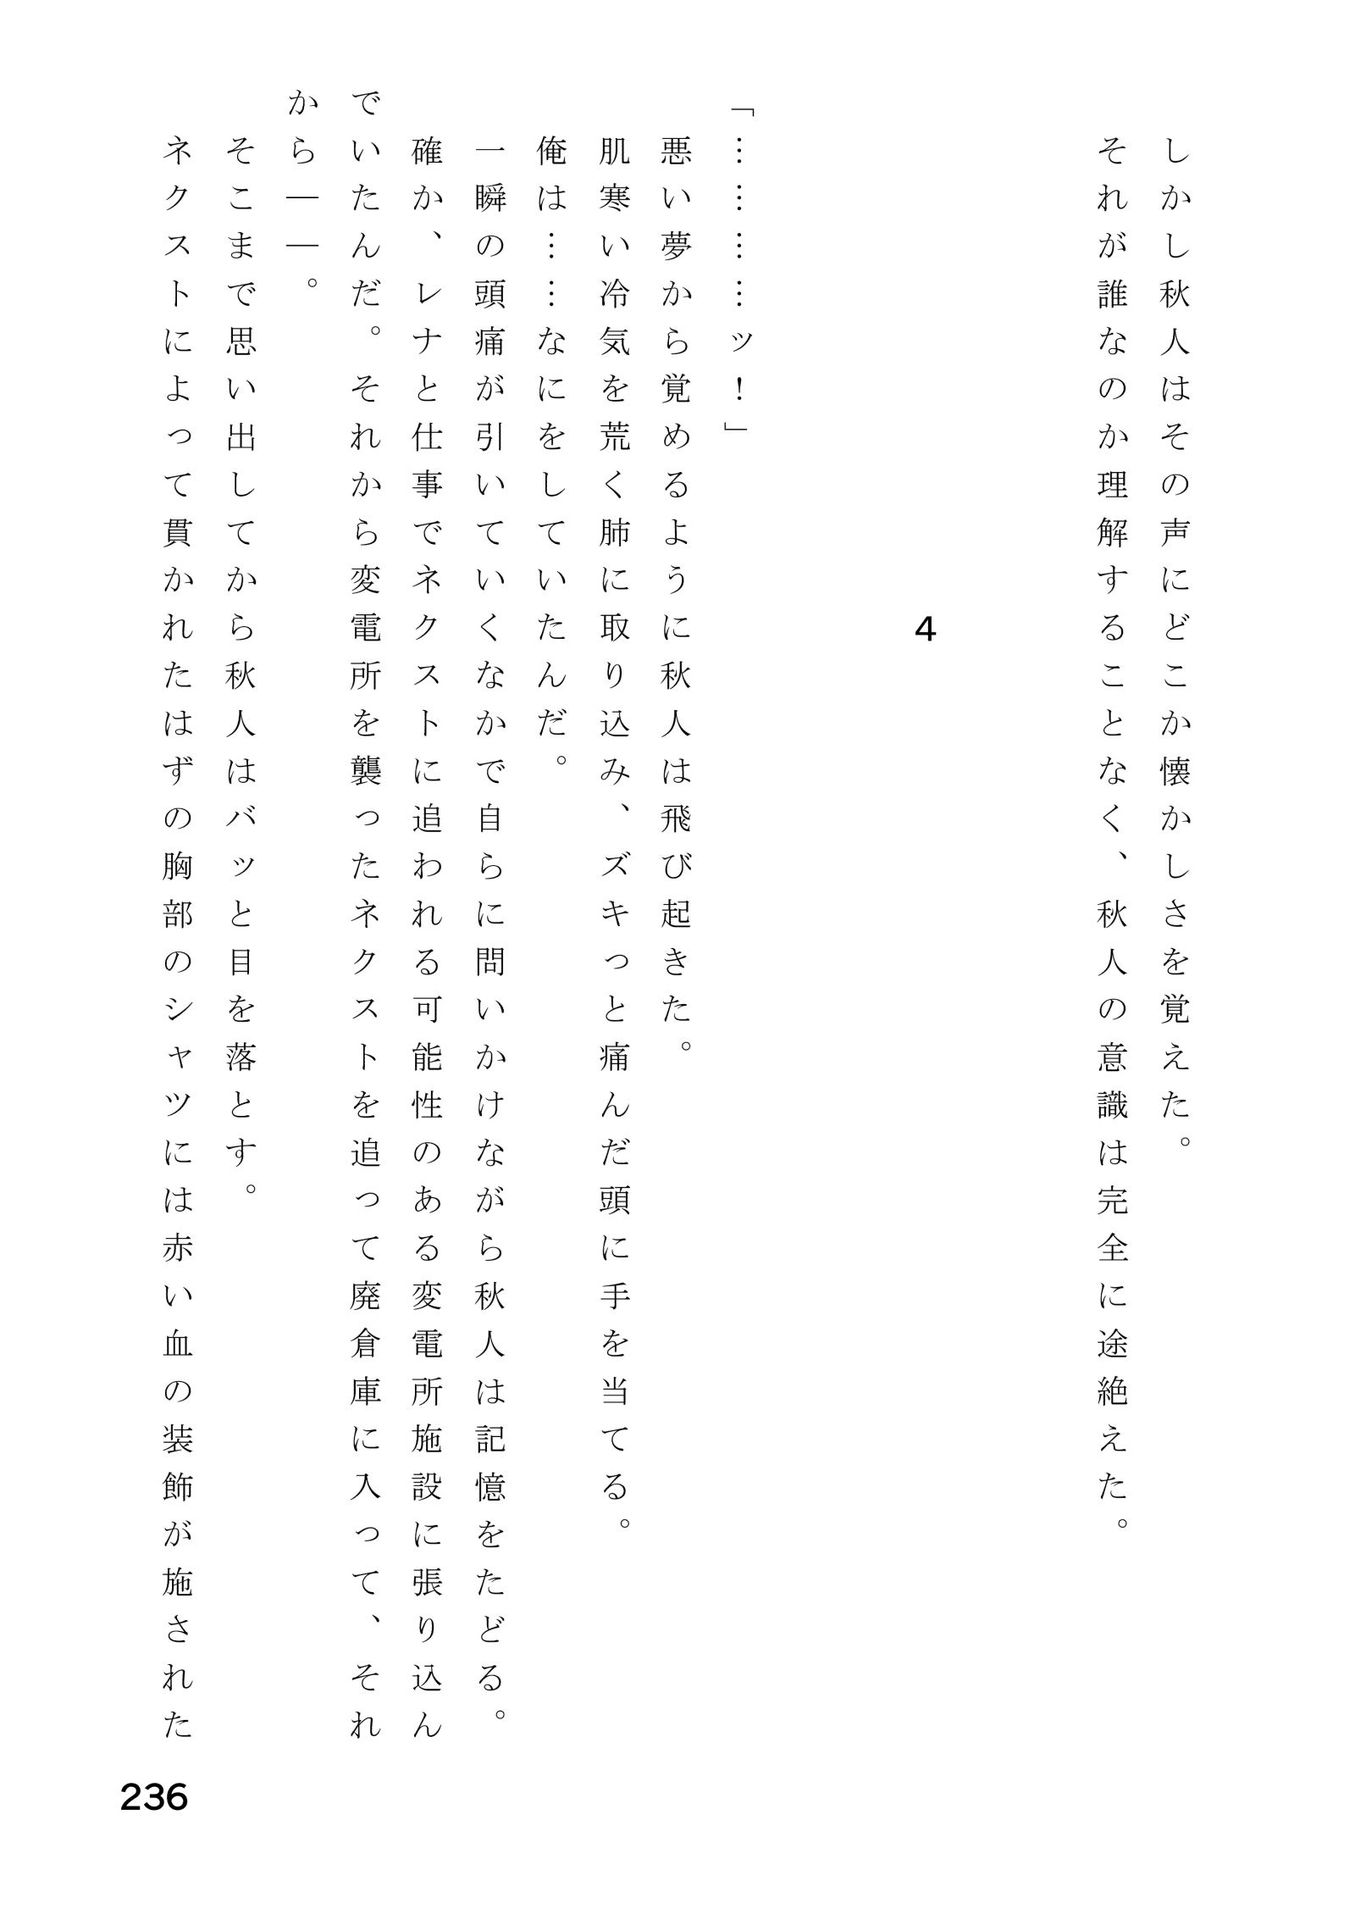 しかし秋人はその声にどこか懐かしさを覚えた。
　それが誰なのか理解することなく、秋人の意識は完全に途絶えた。
4
「…………ッ！」
　悪い夢から覚めるように秋人は飛び起きた。
　肌寒い冷気を荒く肺に取り込み、ズキっと痛んだ頭に手を当てる。
　俺は……なにをしていたんだ。
　一瞬の頭痛が引いていくなかで自らに問いかけながら秋人は記憶をたどる。
　確か、レナと仕事でネクストに追われる可能性のある変電所施設に張り込ん
でいたんだ。それから変電所を襲ったネクストを追って廃倉庫に入って、それ
から――。
　そこまで思い出してから秋人はバッと目を落とす。
　ネクストによって貫かれたはずの胸部のシャツには赤い血の装飾が施された
236